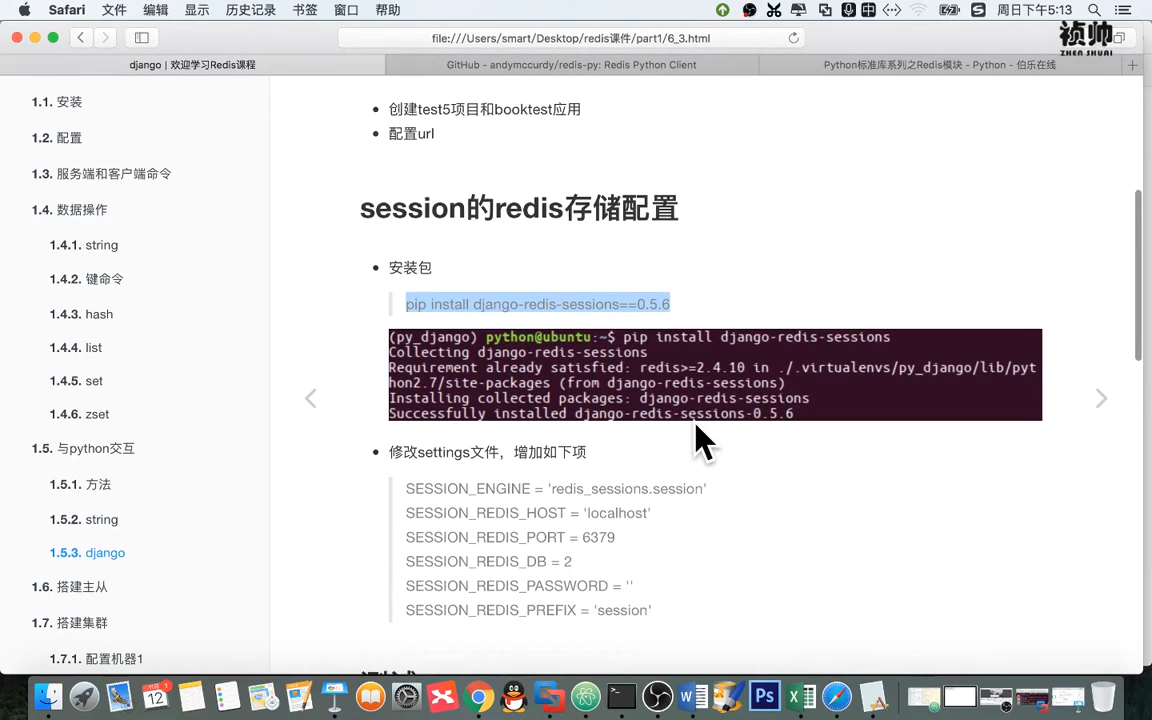 Safari 文件 编辑 显示 历史记录 书签 窗口 帮助 周日下午5:13
file:///Users/smart/Desktop/redis课件/part1/6_3.html
祯帅
ZHEN SHUAI
django | 欢迎学习Redis课程
GitHub - andymccurdy/redis-py: Redis Python Client
Python标准库系列之Redis模块 - Python - 伯乐在线
1.1. 安装
1.2. 配置
1.3. 服务端和客户端命令
1.4. 数据操作
1.4.1. string
1.4.2. 键命令
1.4.3. hash
1.4.4. list
1.4.5. set
1.4.6. zset
1.5. 与python交互
1.5.1. 方法
1.5.2. string
1.5.3. django
1.6. 搭建主从
1.7. 搭建集群
1.7.1. 配置机器1
• 创建test5项目和booktest应用
• 配置url
session的redis存储配置
• 安装包
pip install django-redis-sessions==0.5.6
(py_django) python@ubuntu:~$ pip install django-redis-sessions
Collecting django-redis-sessions
Requirement already satisfied: redis>=2.4.10 in ./.virtualenvs/py_django/lib/pyt
hon2.7/site-packages (from django-redis-sessions)
Installing collected packages: django-redis-sessions
Successfully installed django-redis-sessions-0.5.6
• 修改settings文件，增加如下项
SESSION_ENGINE = 'redis_sessions.session'
SESSION_REDIS_HOST = 'localhost'
SESSION_REDIS_PORT = 6379
SESSION_REDIS_DB = 2
SESSION_REDIS_PASSWORD = ''
SESSION_REDIS_PREFIX = 'session'
12
Ps